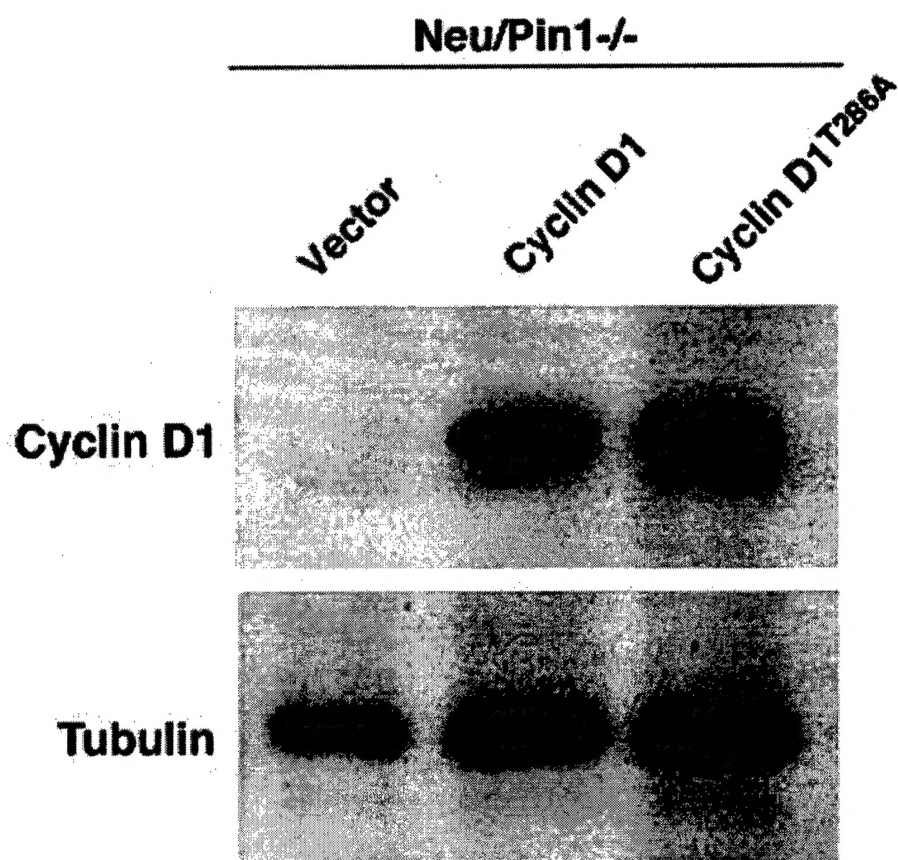 Neu/Pin1-/-
Vector
Cyclin D1
Cyclin D1T286A
Cyclin D1
Tubulin